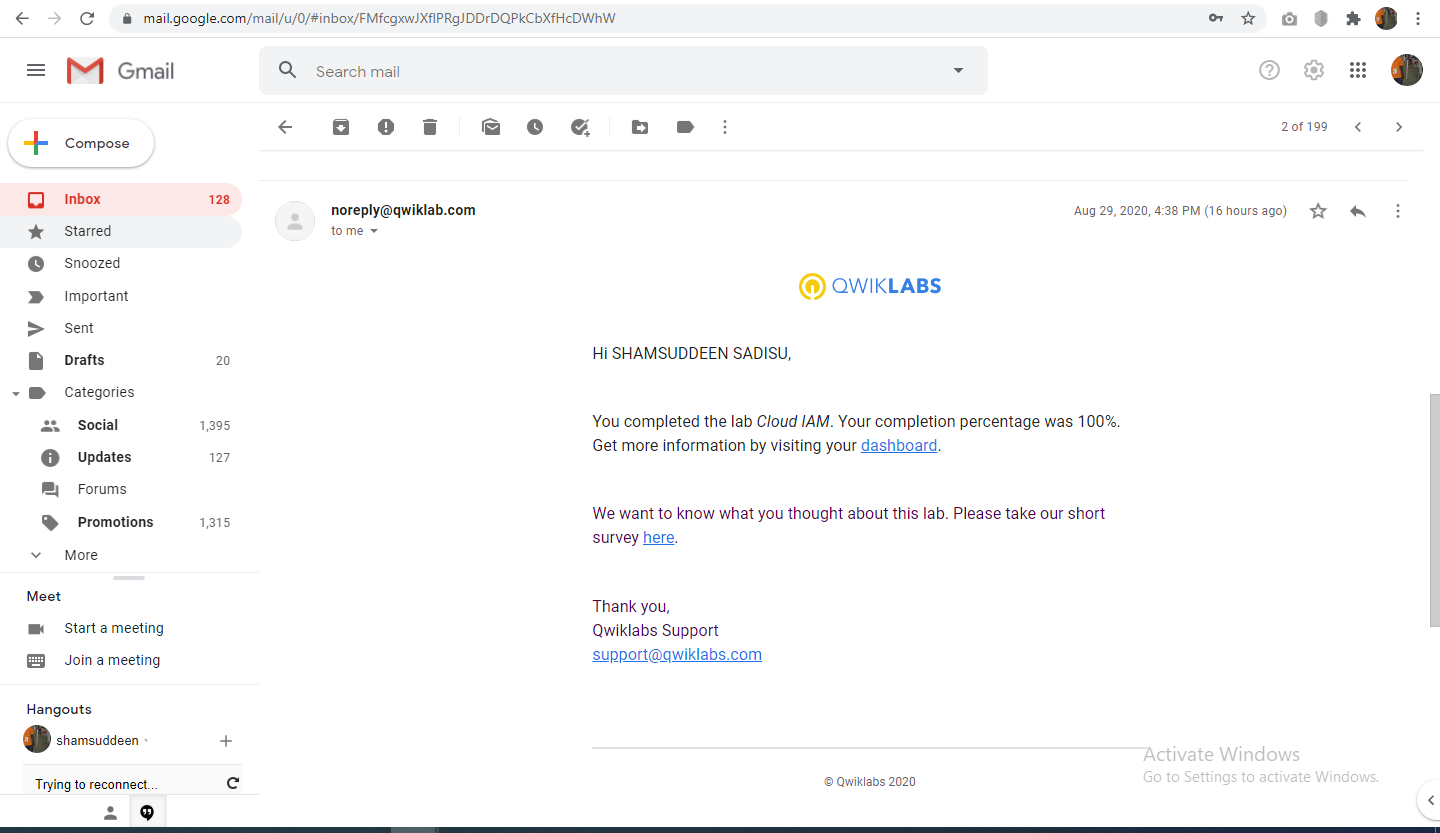 mail.google.com/mail/u/0/#inbox/FMfcgxwJXflPRgJDDrDQPkCbXfHcDWhW
Gmail
Search mail
Compose
2 of 199
Inbox 128
Starred
Snoozed
Important
Sent
Drafts 20
Categories
Social 1,395
Updates 127
Forums
Promotions 1,315
More
Meet
Start a meeting
Join a meeting
Hangouts
shamsuddeen
Trying to reconnect...
noreply@qwiklab.com
to me
Aug 29, 2020, 4:38 PM (16 hours ago)
QWIKLABS
Hi SHAMSUDDEEN SADISU,
You completed the lab Cloud IAM. Your completion percentage was 100%.
Get more information by visiting your dashboard.
We want to know what you thought about this lab. Please take our short
survey here.
Thank you,
Qwiklabs Support
support@qwiklabs.com
© Qwiklabs 2020
Activate Windows
Go to Settings to activate Windows.